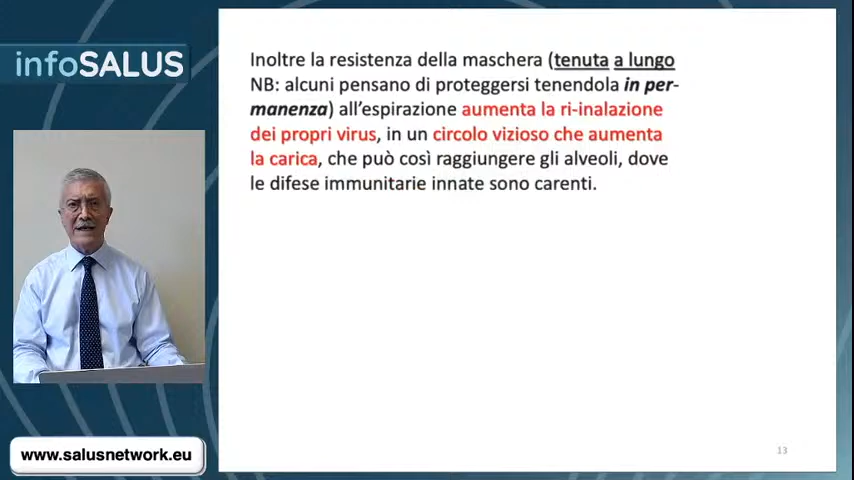 infoSALUS
Inoltre la resistenza della maschera (tenuta a lungo
NB: alcuni pensano di proteggersi tenendola in per-
manenza) all'espirazione aumenta la ri-inalazione
dei propri virus, in un circolo vizioso che aumenta
la carica, che può così raggiungere gli alveoli, dove
le difese immunitarie innate sono carenti.
www.salusnetwork.eu
13